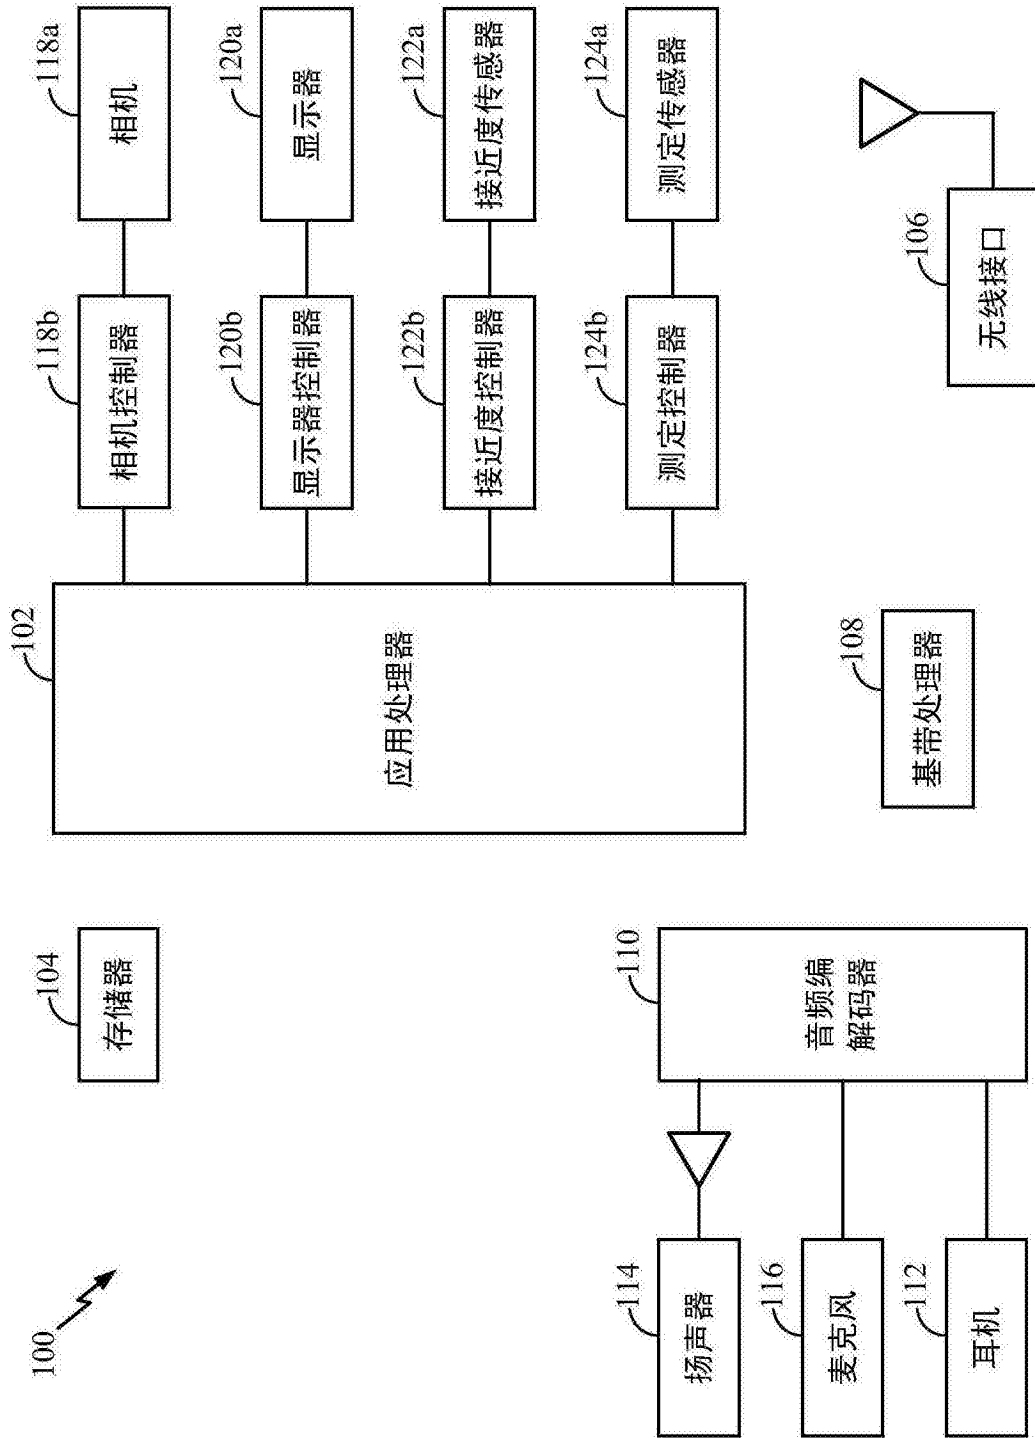 100
104
存储器
102
应用处理器
118b
相机控制器
118a
相机
120b
显示器控制器
120a
显示器
122b
接近度控制器
122a
接近度传感器
124b
测定控制器
124a
测定传感器
114
扬声器
116
麦克风
112
耳机
110
音频编
解码器
108
基带处理器
106
无线接口